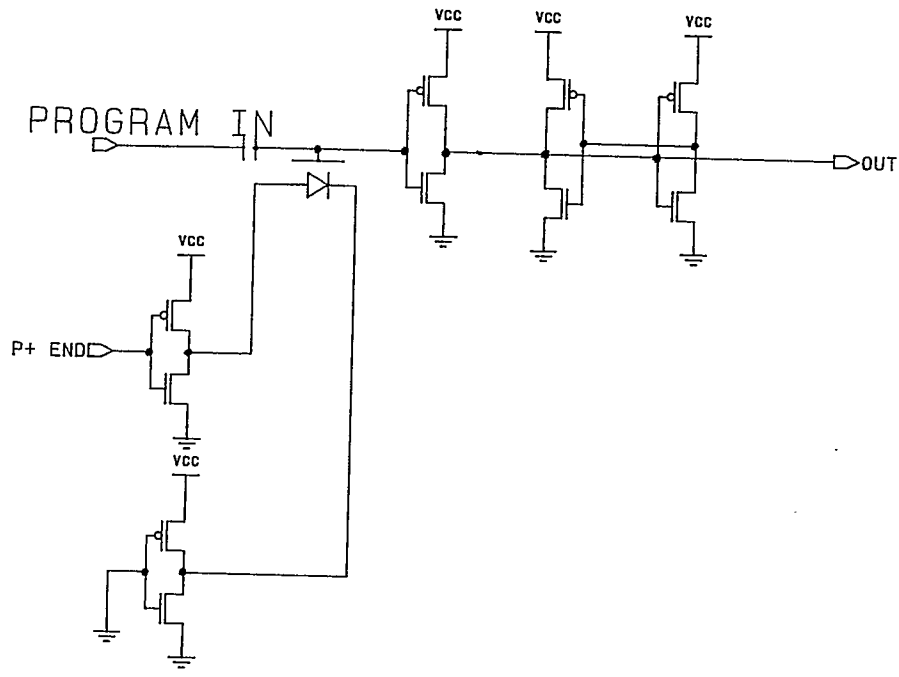 VCC
VCC
VCC
PROGRAM IN
OUT
VCC
P+ END
VCC